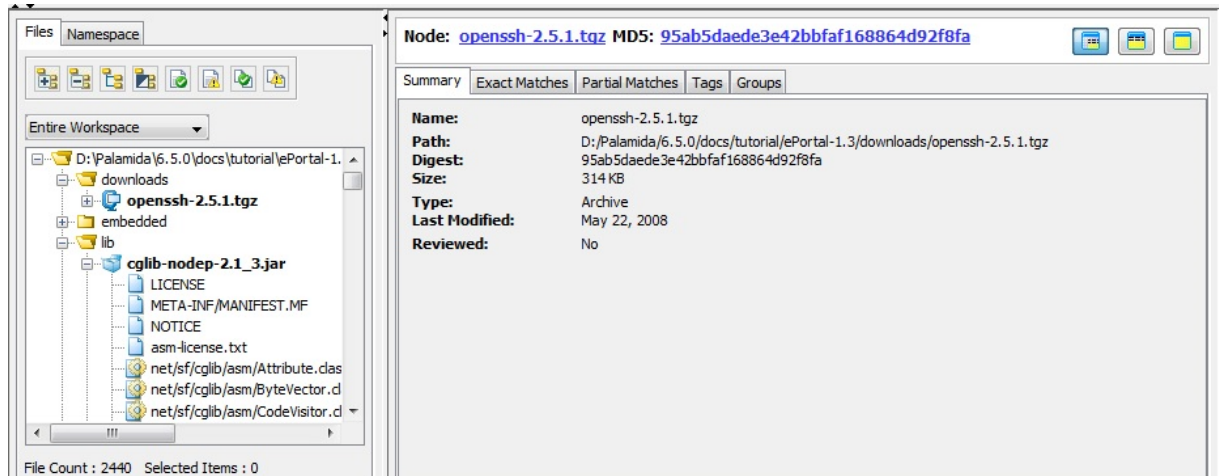 Files Namespace
Entire Workspace
D:\Palamida\6.5.0\docs\tutorial\ePortal-1.
downloads
openssh-2.5.1.tgz
embedded
lib
cglib-nodep-2.1_3.jar
LICENSE
META-INF/MANIFEST.MF
NOTICE
asm-license.txt
net/sf/cglib/asm/Attribute.clas
net/sf/cglib/asm/ByteVector.cl
net/sf/cglib/asm/CodeVisitor.cl
File Count : 2440 Selected Items : 0
Node: openssh-2.5.1.tgz MD5: 95ab5daede3e42bbfaf168864d92f8fa
Summary Exact Matches Partial Matches Tags Groups
Name: openssh-2.5.1.tgz
Path: D:/Palamida/6.5.0/docs/tutorial/ePortal-1.3/downloads/openssh-2.5.1.tgz
Digest: 95ab5daede3e42bbfaf168864d92f8fa
Size: 314 KB
Type: Archive
Last Modified: May 22, 2008
Reviewed: No